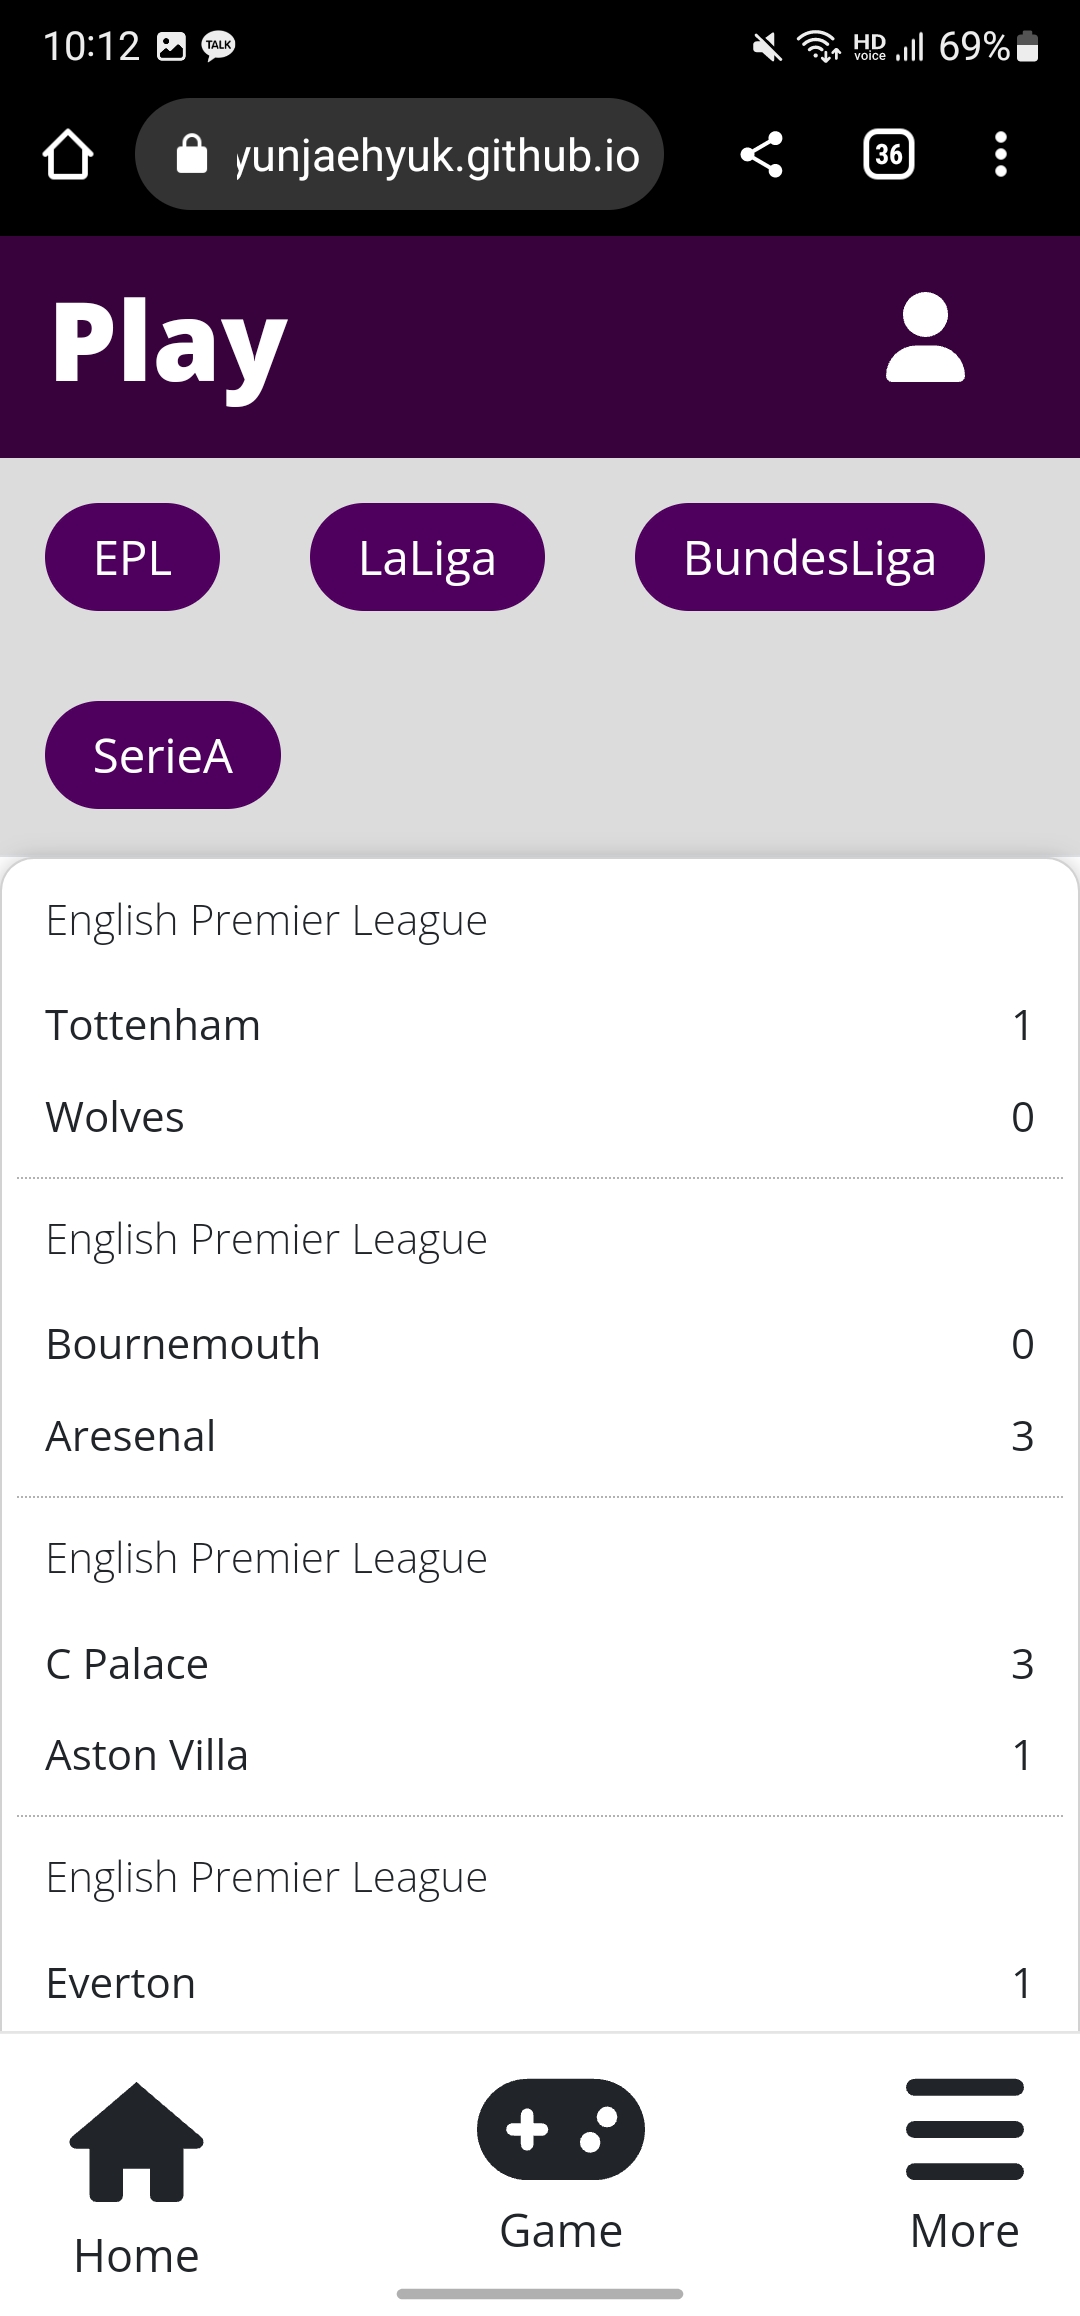 10:12 TALK HD voice 69%
yunjaehyuk.github.io 36
Play
EPL LaLiga BundesLiga
SerieA
English Premier League
Tottenham 1
Wolves 0
English Premier League
Bournemouth 0
Aresenal 3
English Premier League
C Palace 3
Aston Villa 1
English Premier League
Everton 1
Home Game More